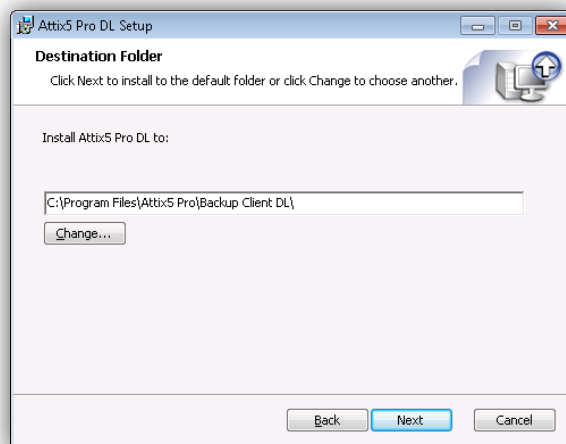 Attix5 Pro DL Setup
Destination Folder
Click Next to install to the default folder or click Change to choose another.
Install Attix5 Pro DL to:
C:\Program Files\Attix5 Pro\Backup Client DL\
Change...
Back Next Cancel